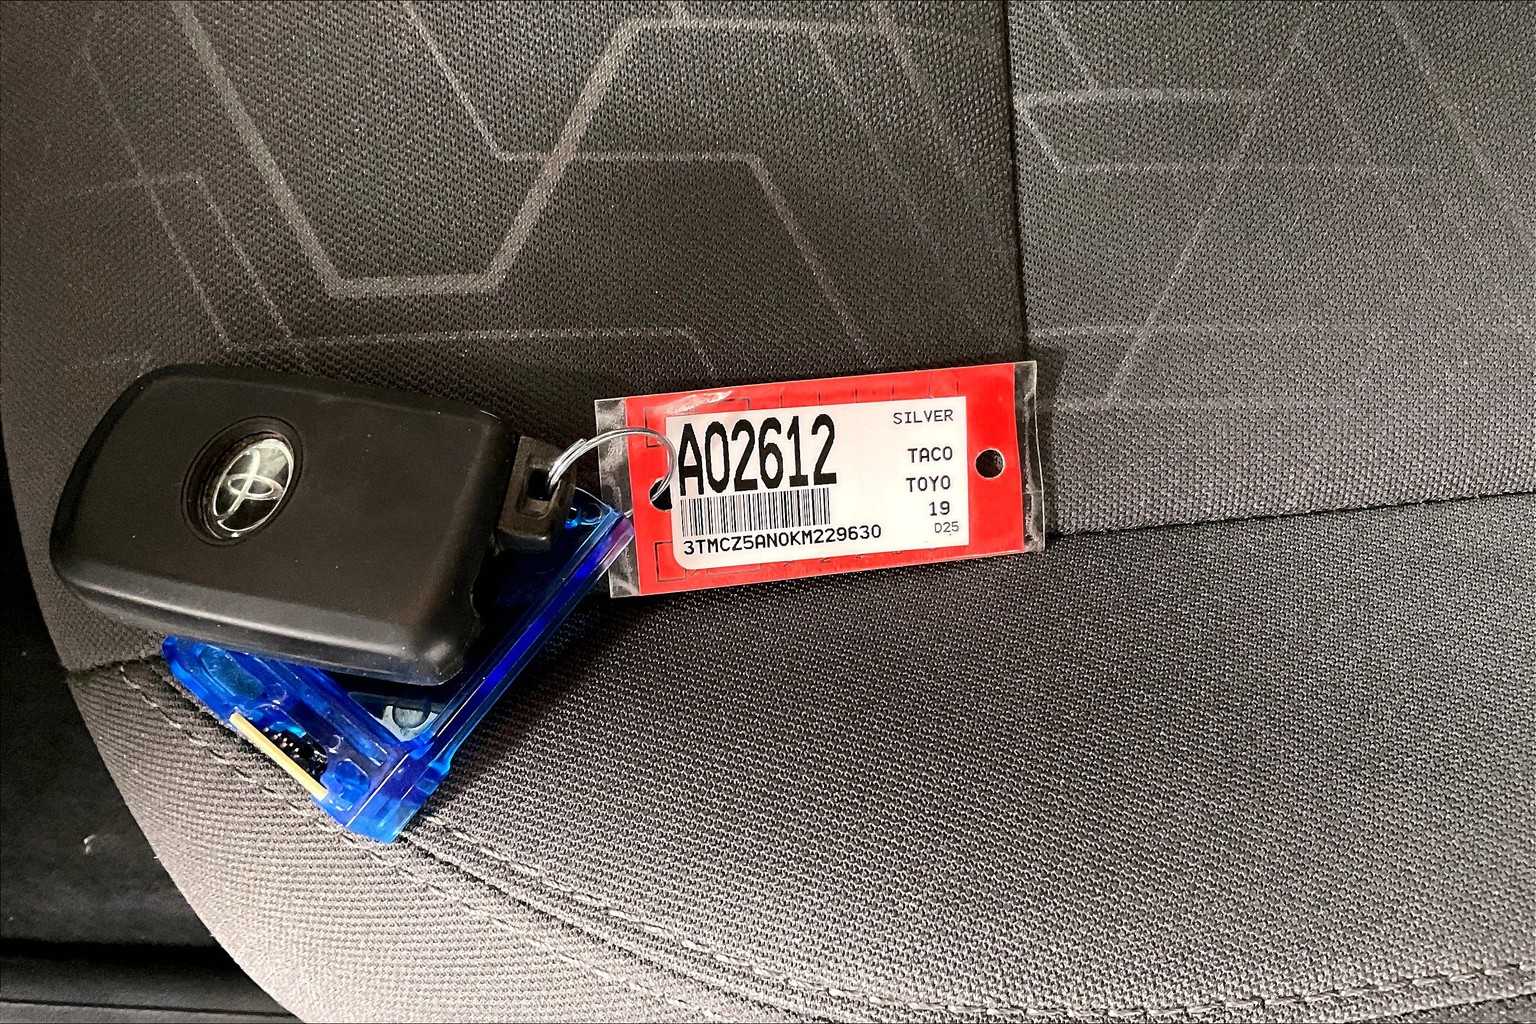 A02612
SILVER
TACO
TOYO
19
D25
3TMCZ5AN0KM229630